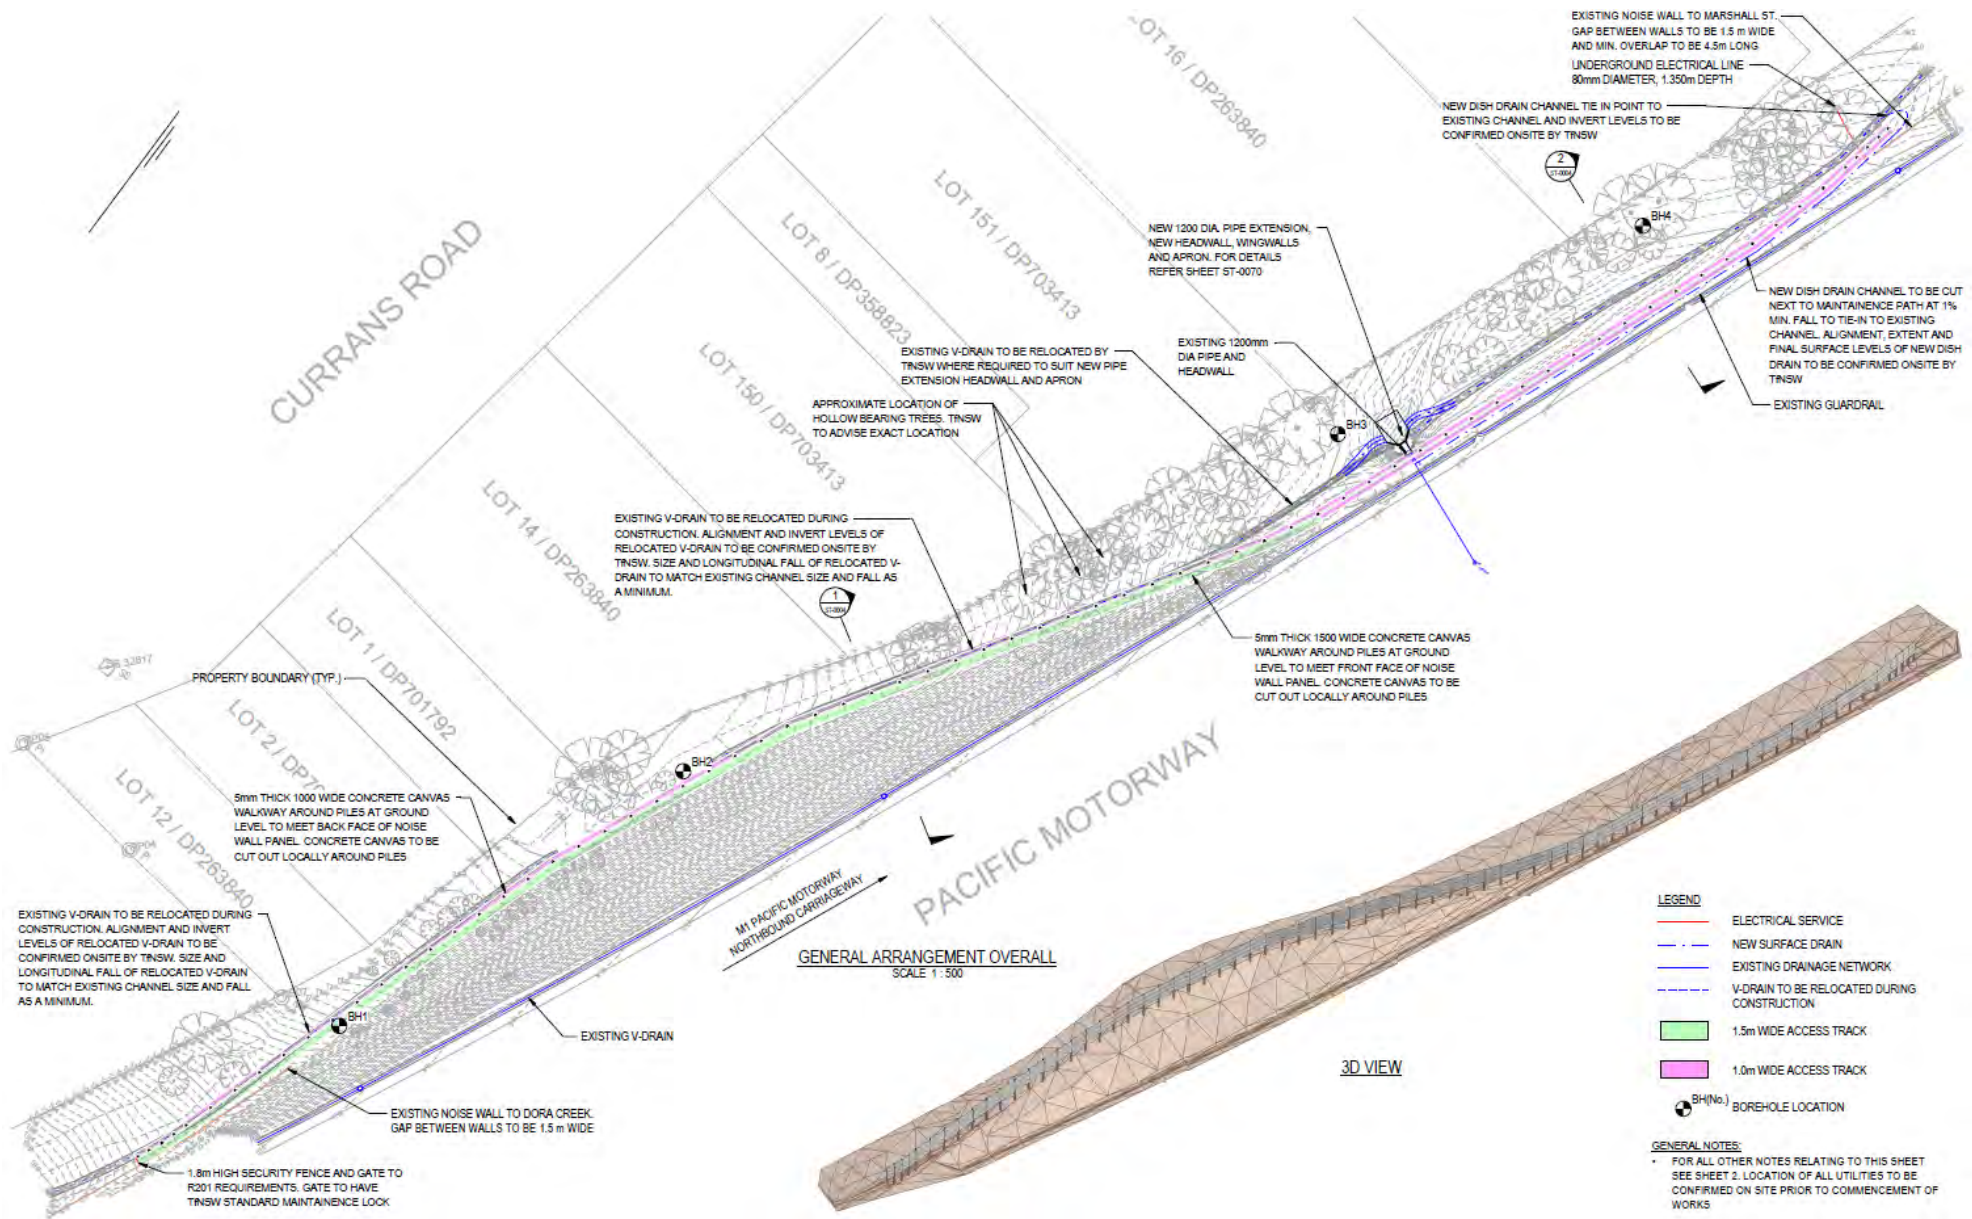 EXISTING NOISE WALL TO MARSHALL ST.
GAP BETWEEN WALLS TO BE 1.5 m WIDE
AND MIN. OVERLAP TO BE 4.5m LONG
UNDERGROUND ELECTRICAL LINE
80mm DIAMETER, 1.350m DEPTH
NEW DISH DRAIN CHANNEL TIE IN POINT TO
EXISTING CHANNEL AND INVERT LEVELS TO BE
CONFIRMED ONSITE BY TfNSW
2
ST-0004
OT 16 / DP263840
LOT 151 / DP703413
LOT 8 / DP358823
LOT 150 / DP703413
LOT 14 / DP263840
LOT 1 / DP701792
LOT 2 / DP70
LOT 12 / DP263840
CURRANS ROAD
BH4
NEW 1200 DIA. PIPE EXTENSION,
NEW HEADWALL, WINGWALLS
AND APRON. FOR DETAILS
REFER SHEET ST-0070
NEW DISH DRAIN CHANNEL TO BE CUT
NEXT TO MAINTAINENCE PATH AT 1%
MIN. FALL TO TIE-IN TO EXISTING
CHANNEL. ALIGNMENT, EXTENT AND
FINAL SURFACE LEVELS OF NEW DISH
DRAIN TO BE CONFIRMED ONSITE BY
TfNSW
EXISTING GUARDRAIL
EXISTING 1200mm
DIA PIPE AND
HEADWALL
EXISTING V-DRAIN TO BE RELOCATED BY
TfNSW WHERE REQUIRED TO SUIT NEW PIPE
EXTENSION HEADWALL AND APRON
APPROXIMATE LOCATION OF
HOLLOW BEARING TREES. TfNSW
TO ADVISE EXACT LOCATION
BH3
EXISTING V-DRAIN TO BE RELOCATED DURING
CONSTRUCTION. ALIGNMENT AND INVERT LEVELS OF
RELOCATED V-DRAIN TO BE CONFIRMED ONSITE BY
TfNSW. SIZE AND LONGITUDINAL FALL OF RELOCATED V-
DRAIN TO MATCH EXISTING CHANNEL SIZE AND FALL AS
A MINIMUM.
1
ST-0004
5mm THICK 1500 WIDE CONCRETE CANVAS
WALKWAY AROUND PILES AT GROUND
LEVEL TO MEET FRONT FACE OF NOISE
WALL PANEL. CONCRETE CANVAS TO BE
CUT OUT LOCALLY AROUND PILES
PROPERTY BOUNDARY (TYP.)
BH2
5mm THICK 1000 WIDE CONCRETE CANVAS
WALKWAY AROUND PILES AT GROUND
LEVEL TO MEET BACK FACE OF NOISE
WALL PANEL. CONCRETE CANVAS TO BE
CUT OUT LOCALLY AROUND PILES
PACIFIC MOTORWAY
M1 PACIFIC MOTORWAY
NORTHBOUND CARRIAGEWAY
EXISTING V-DRAIN TO BE RELOCATED DURING
CONSTRUCTION. ALIGNMENT AND INVERT
LEVELS OF RELOCATED V-DRAIN TO BE
CONFIRMED ONSITE BY TfNSW. SIZE AND
LONGITUDINAL FALL OF RELOCATED V-DRAIN
TO MATCH EXISTING CHANNEL SIZE AND FALL
AS A MINIMUM.
BH1
GENERAL ARRANGEMENT OVERALL
SCALE 1 : 500
EXISTING V-DRAIN
EXISTING NOISE WALL TO DORA CREEK.
GAP BETWEEN WALLS TO BE 1.5 m WIDE
1.8m HIGH SECURITY FENCE AND GATE TO
R201 REQUIREMENTS. GATE TO HAVE
TfNSW STANDARD MAINTAINENCE LOCK
3D VIEW
LEGEND
ELECTRICAL SERVICE
NEW SURFACE DRAIN
EXISTING DRAINAGE NETWORK
V-DRAIN TO BE RELOCATED DURING
CONSTRUCTION
1.5m WIDE ACCESS TRACK
1.0m WIDE ACCESS TRACK
BH(No.) BOREHOLE LOCATION
GENERAL NOTES:
• FOR ALL OTHER NOTES RELATING TO THIS SHEET
SEE SHEET 2. LOCATION OF ALL UTILITIES TO BE
CONFIRMED ON SITE PRIOR TO COMMENCEMENT OF
WORKS